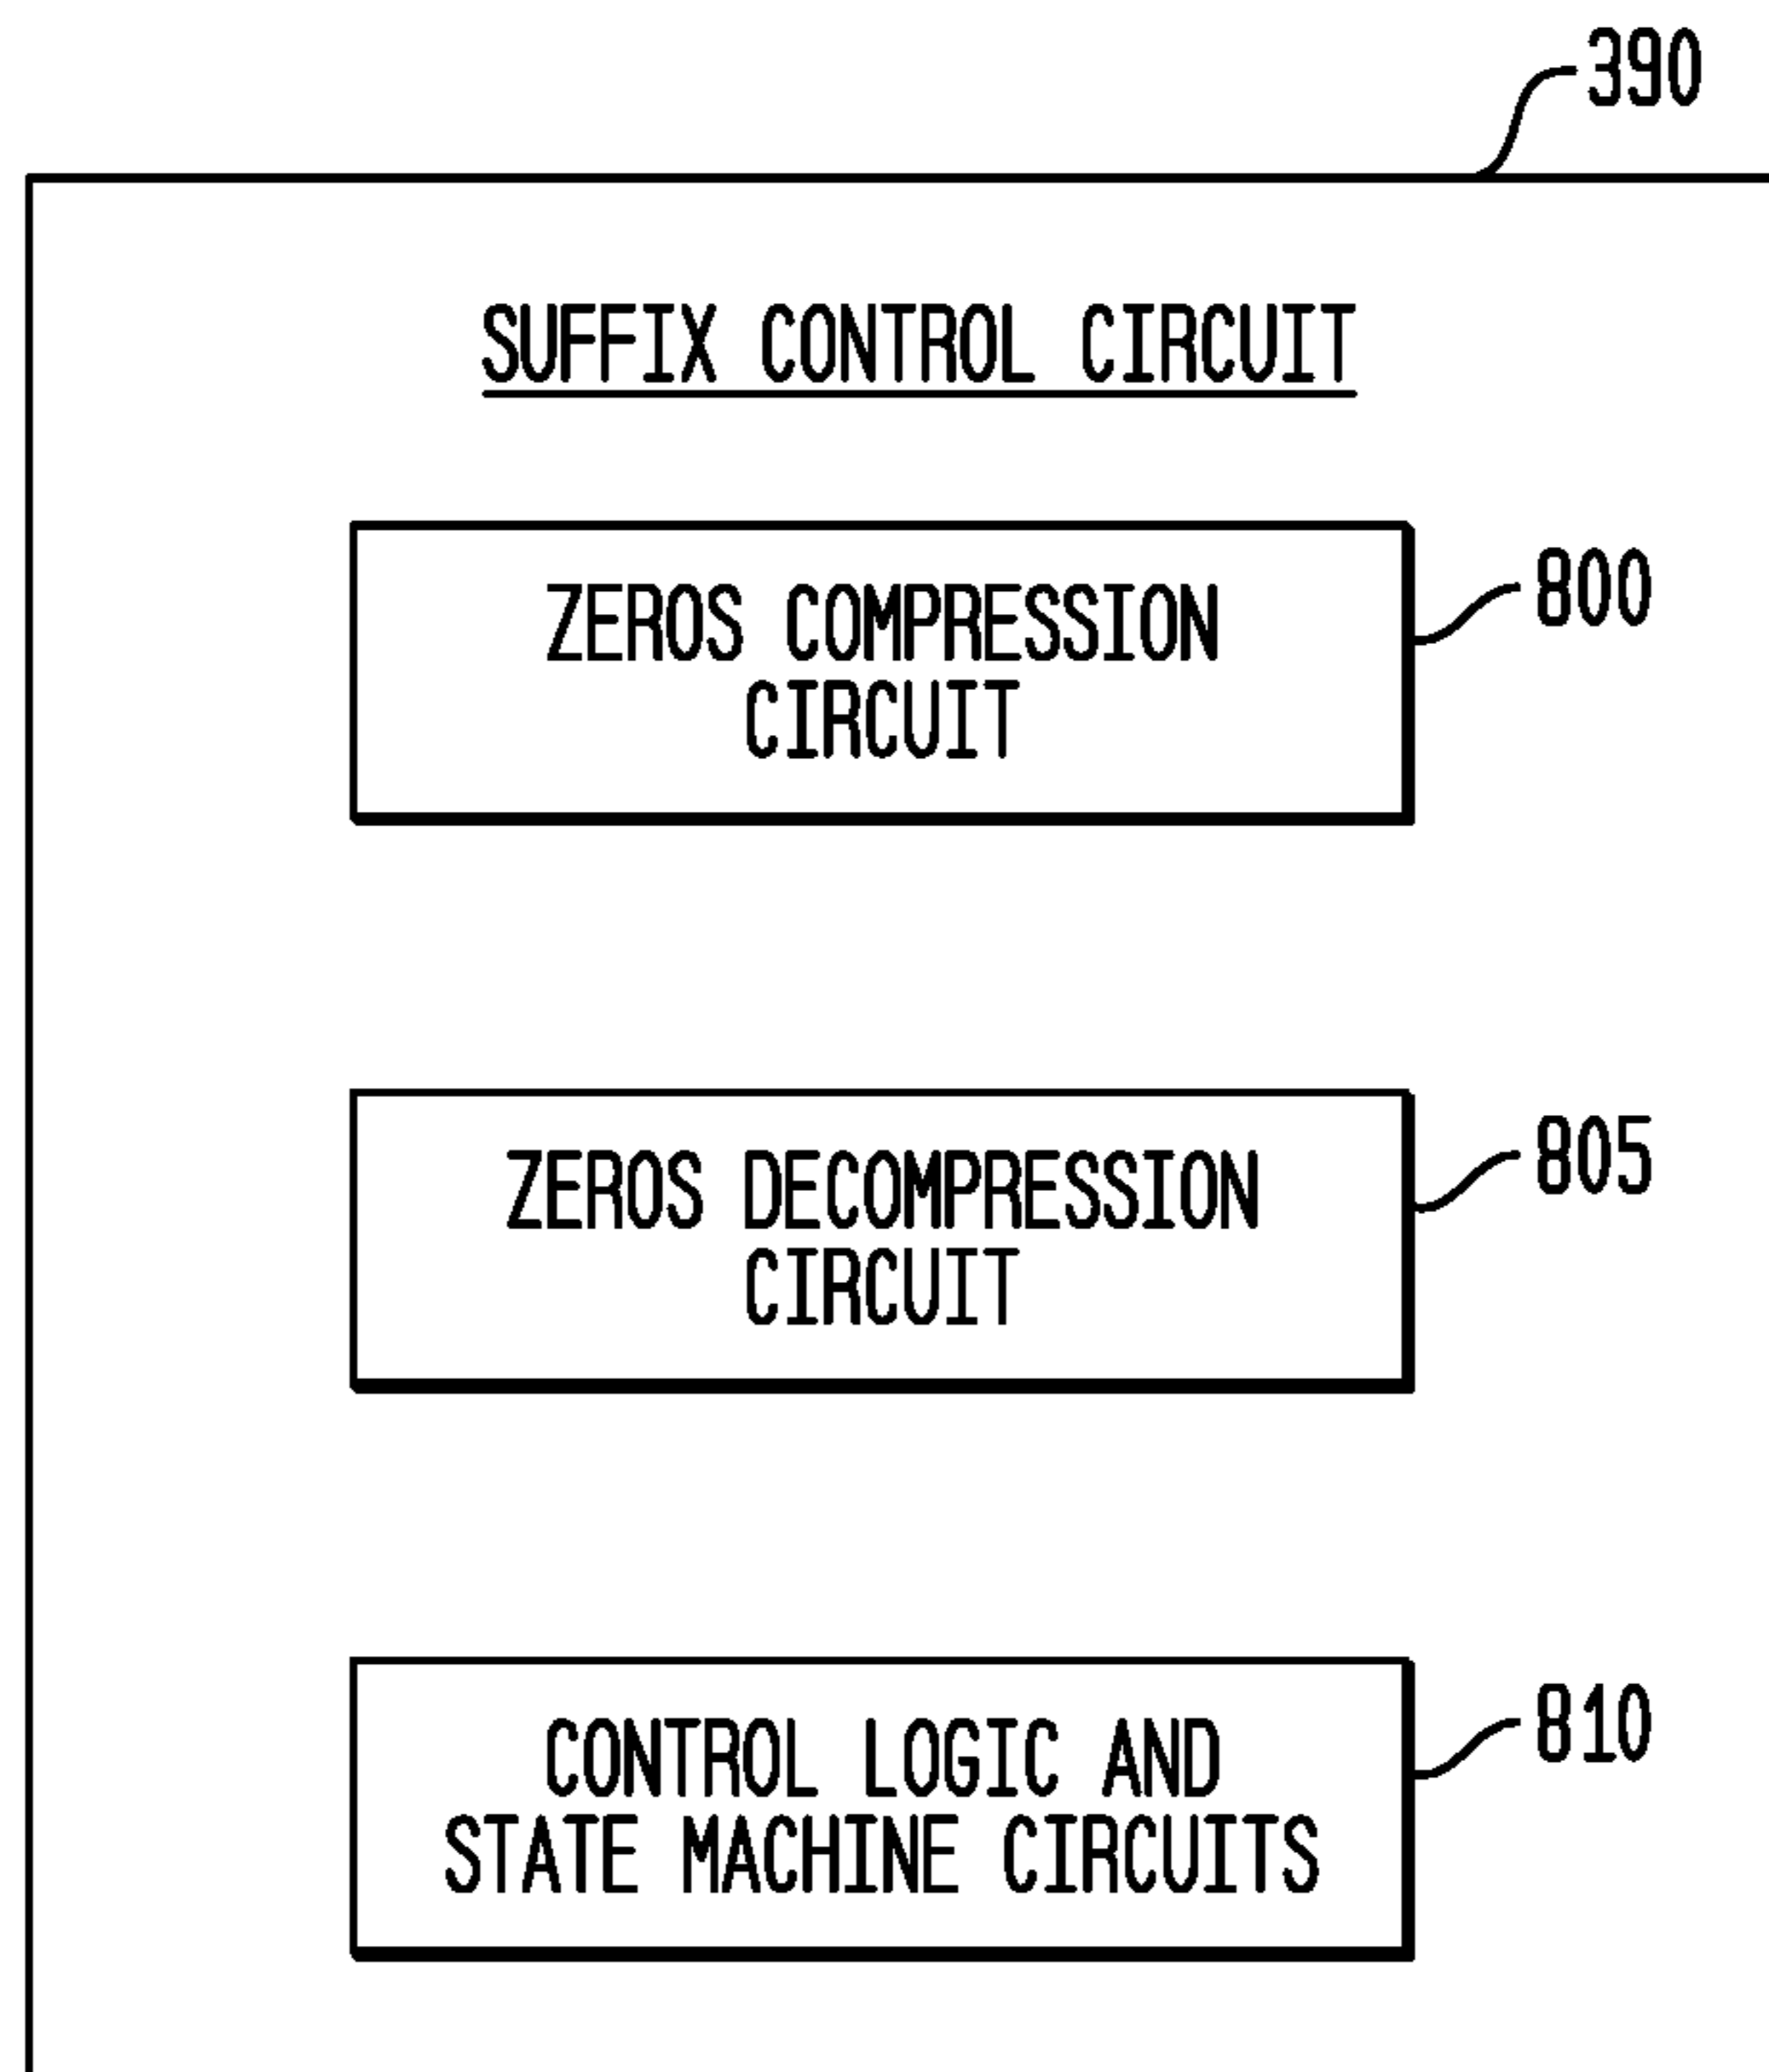 390
SUFFIX CONTROL CIRCUIT
ZEROS COMPRESSION
CIRCUIT
800
ZEROS DECOMPRESSION
CIRCUIT
805
CONTROL LOGIC AND
STATE MACHINE CIRCUITS
810